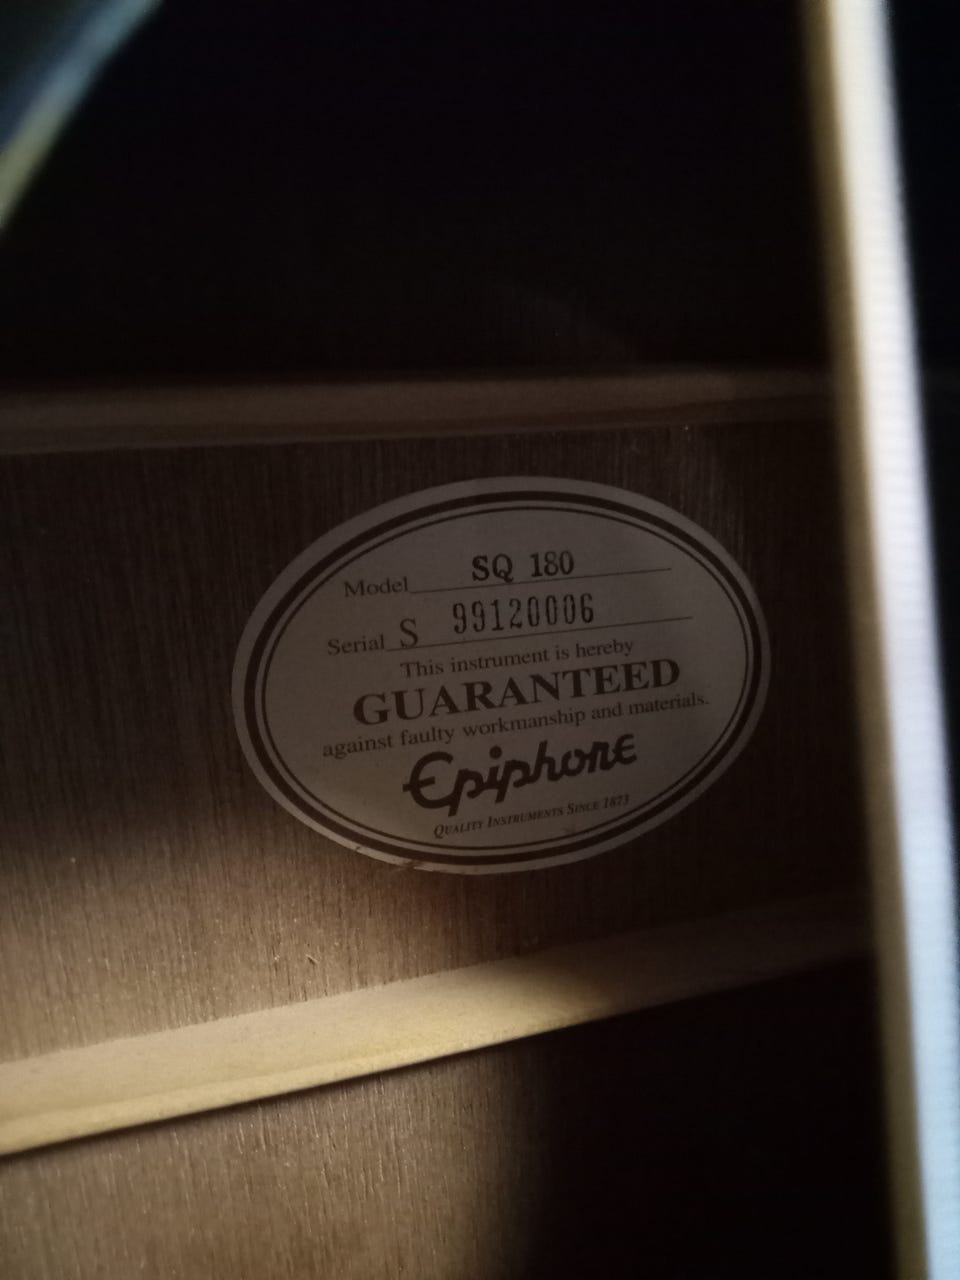 Model SQ 180
Serial S 99120006
This instrument is hereby
GUARANTEED
against faulty workmanship and materials.
Epiphone
QUALITY INSTRUMENTS SINCE 1873